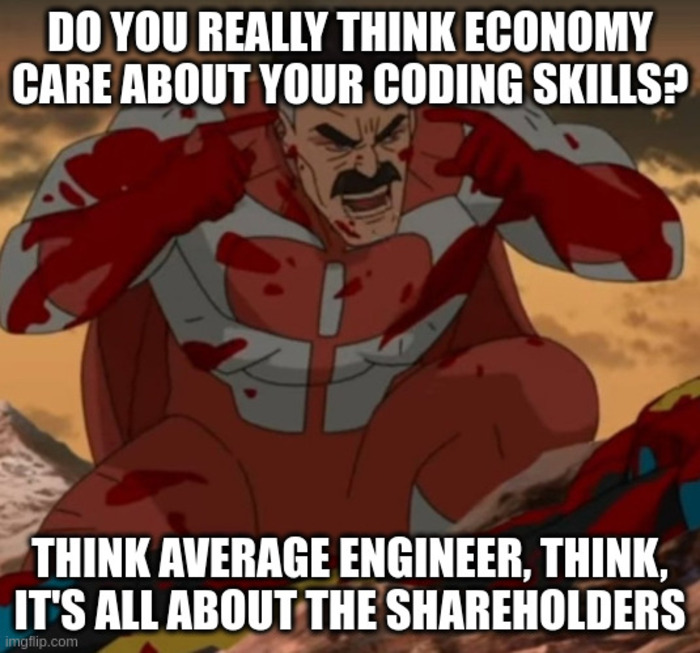 DO YOU REALLY THINK ECONOMY
CARE ABOUT YOUR CODING SKILLS?
THINK AVERAGE ENGINEER, THINK,
IT'S ALL ABOUT THE SHAREHOLDERS
imgflip.com